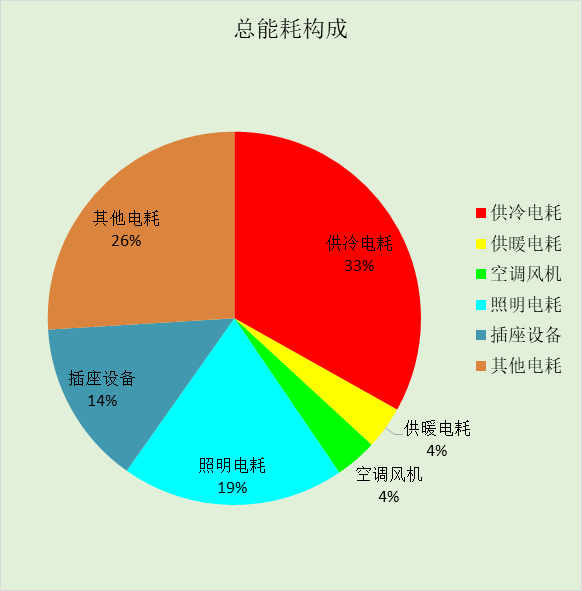 总能耗构成
其他电耗
26%
供冷电耗
33%
插座设备
14%
照明电耗
19%
供暖电耗
4%
空调风机
4%
供冷电耗
供暖电耗
空调风机
照明电耗
插座设备
其他电耗